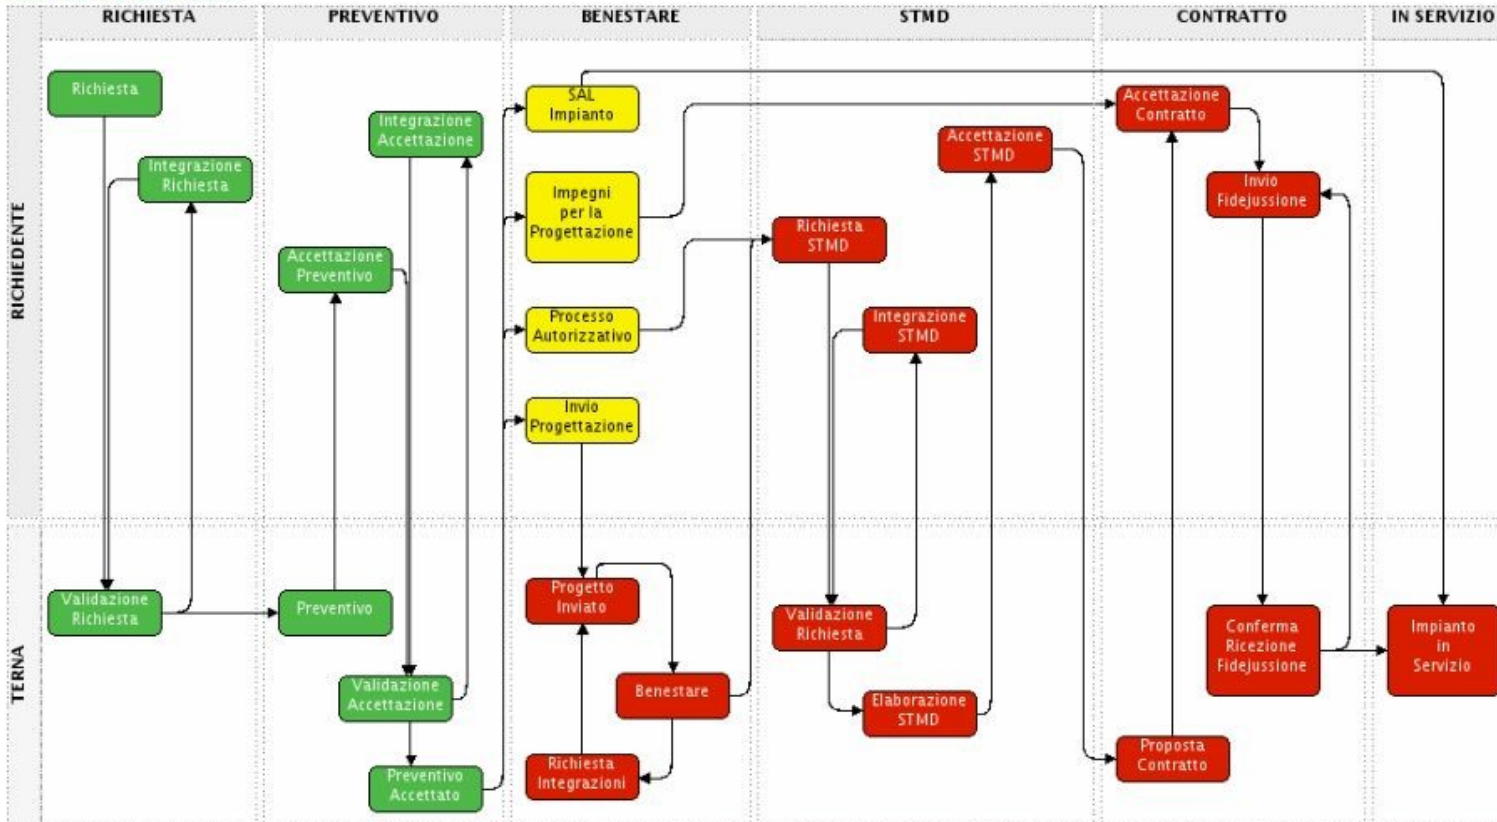 RICHIESTA
PREVENTIVO
BENESTARE
STMD
CONTRATTO
IN SERVIZIO
RICHIEDENTE
Richiesta
Integrazione
Richiesta
Integrazione
Accettazione
Accettazione
Preventivo
SAL
Impianto
Impegni
per la
Progettazione
Processo
Autorizzativo
Invio
Progettazione
Accettazione
STMD
Richiesta
STMD
Integrazione
STMD
Accettazione
Contratto
Invio
Fidejussione
TERNA
Validazione
Richiesta
Preventivo
Validazione
Accettazione
Preventivo
Accettato
Progetto
Inviato
Benestare
Richiesta
Integrazioni
Validazione
Richiesta
Elaborazione
STMD
Proposta
Contratto
Conferma
Ricezione
Fidejussione
Impianto
in
Servizio